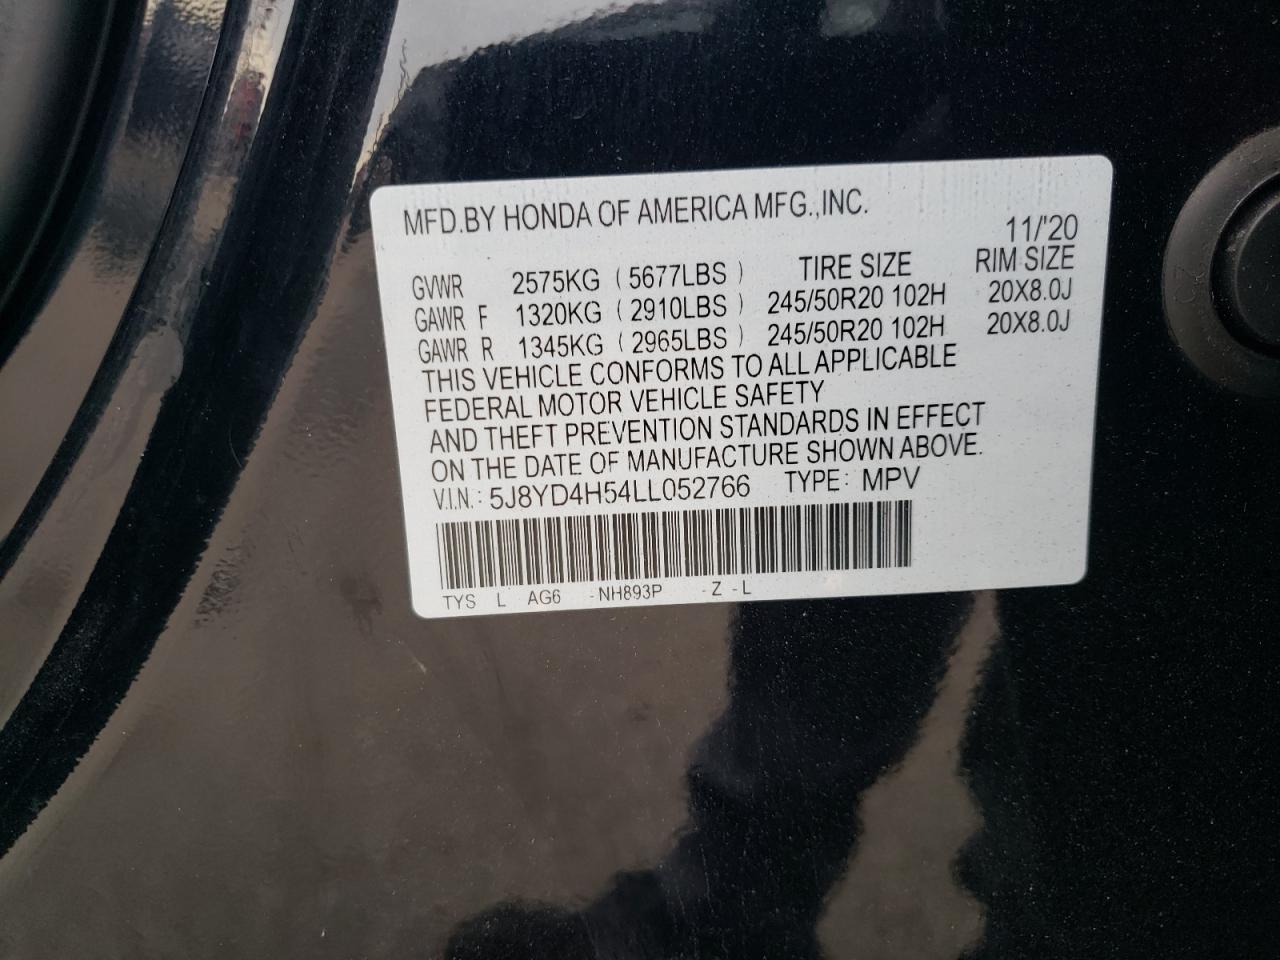 MFD.BY HONDA OF AMERICA MFG.,INC.
11/'20
GVWR 2575KG ( 5677LBS ) TIRE SIZE RIM SIZE
GAWR F 1320KG ( 2910LBS ) 245/50R20 102H 20X8.0J
GAWR R 1345KG ( 2965LBS ) 245/50R20 102H 20X8.0J
THIS VEHICLE CONFORMS TO ALL APPLICABLE
FEDERAL MOTOR VEHICLE SAFETY
AND THEFT PREVENTION STANDARDS IN EFFECT
ON THE DATE OF MANUFACTURE SHOWN ABOVE.
V.I.N.: 5J8YD4H54LL052766 TYPE: MPV
TYS L AG6 -NH893P -Z -L